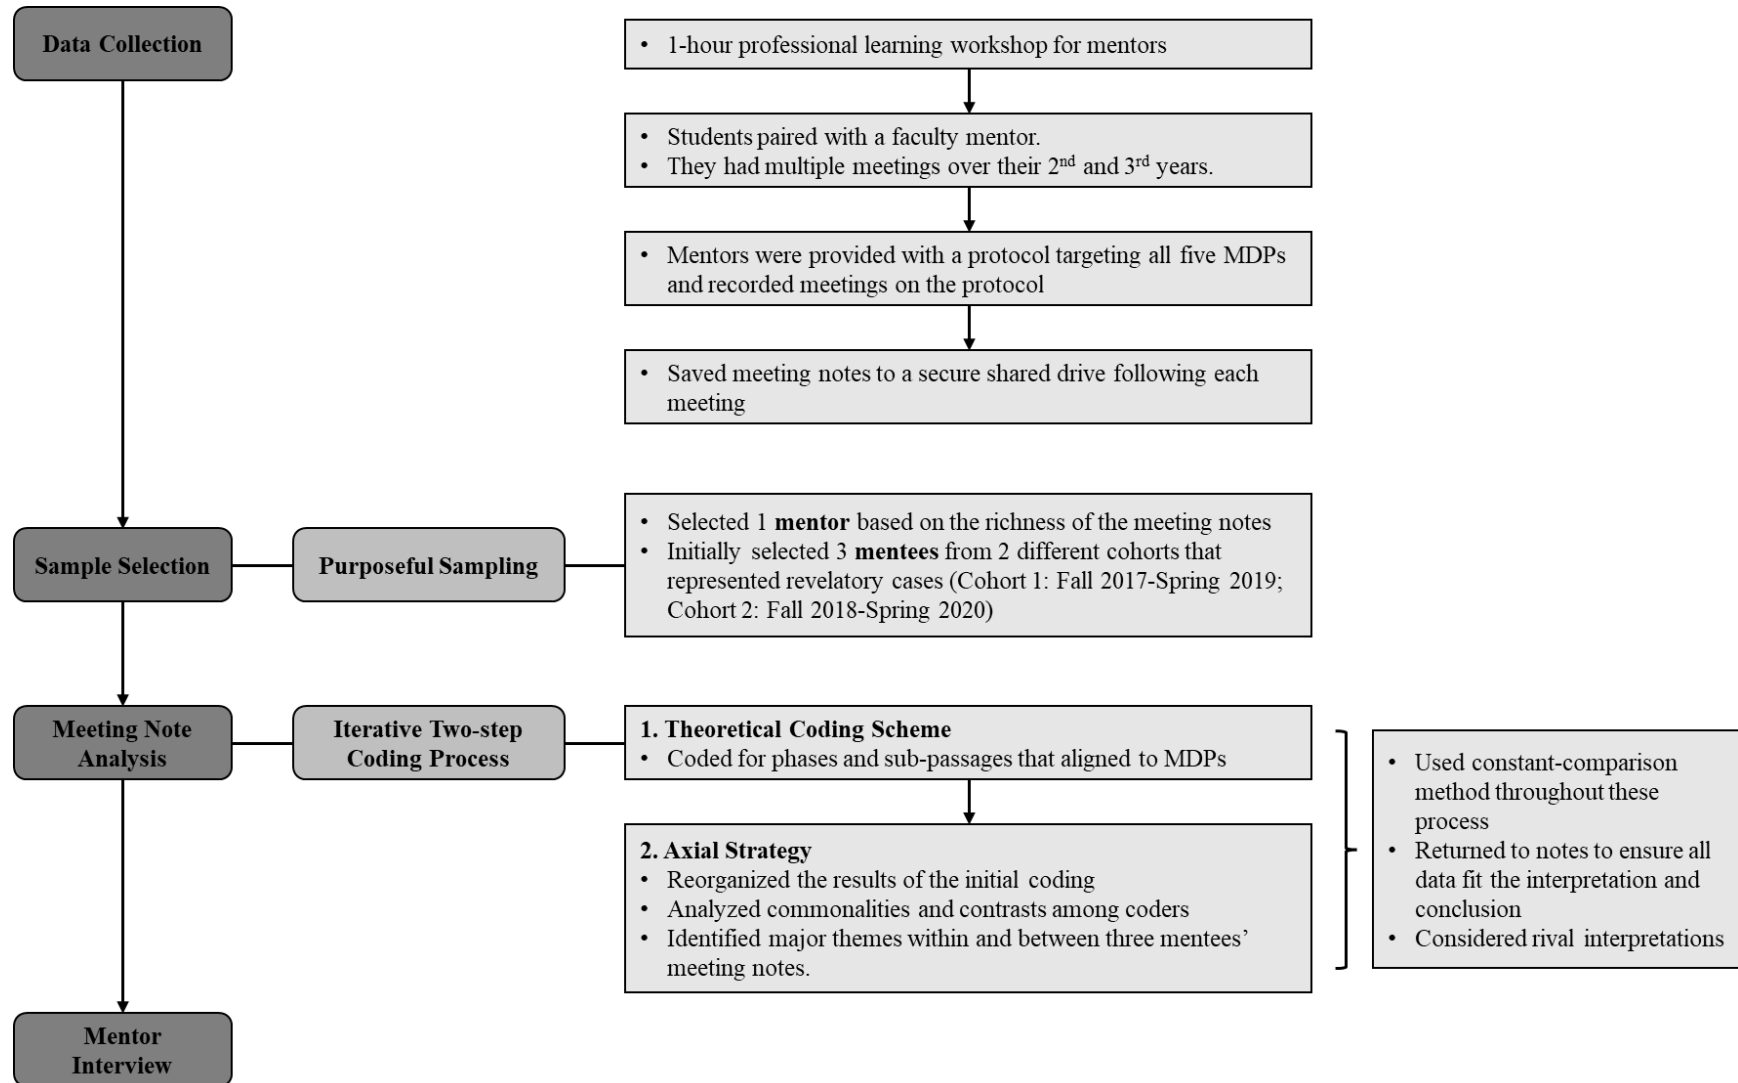 Data Collection
• 1-hour professional learning workshop for mentors
• Students paired with a faculty mentor.
• They had multiple meetings over their 2nd and 3rd years.
• Mentors were provided with a protocol targeting all five MDPs
and recorded meetings on the protocol
• Saved meeting notes to a secure shared drive following each
meeting
Sample Selection
Purposeful Sampling
• Selected 1 mentor based on the richness of the meeting notes
• Initially selected 3 mentees from 2 different cohorts that
represented revelatory cases (Cohort 1: Fall 2017-Spring 2019;
Cohort 2: Fall 2018-Spring 2020)
Meeting Note
Analysis
Iterative Two-step
Coding Process
1. Theoretical Coding Scheme
• Coded for phases and sub-passages that aligned to MDPs
2. Axial Strategy
• Reorganized the results of the initial coding
• Analyzed commonalities and contrasts among coders
• Identified major themes within and between three mentees’
meeting notes.
• Used constant-comparison
method throughout these
process
• Returned to notes to ensure all
data fit the interpretation and
conclusion
• Considered rival interpretations
Mentor
Interview